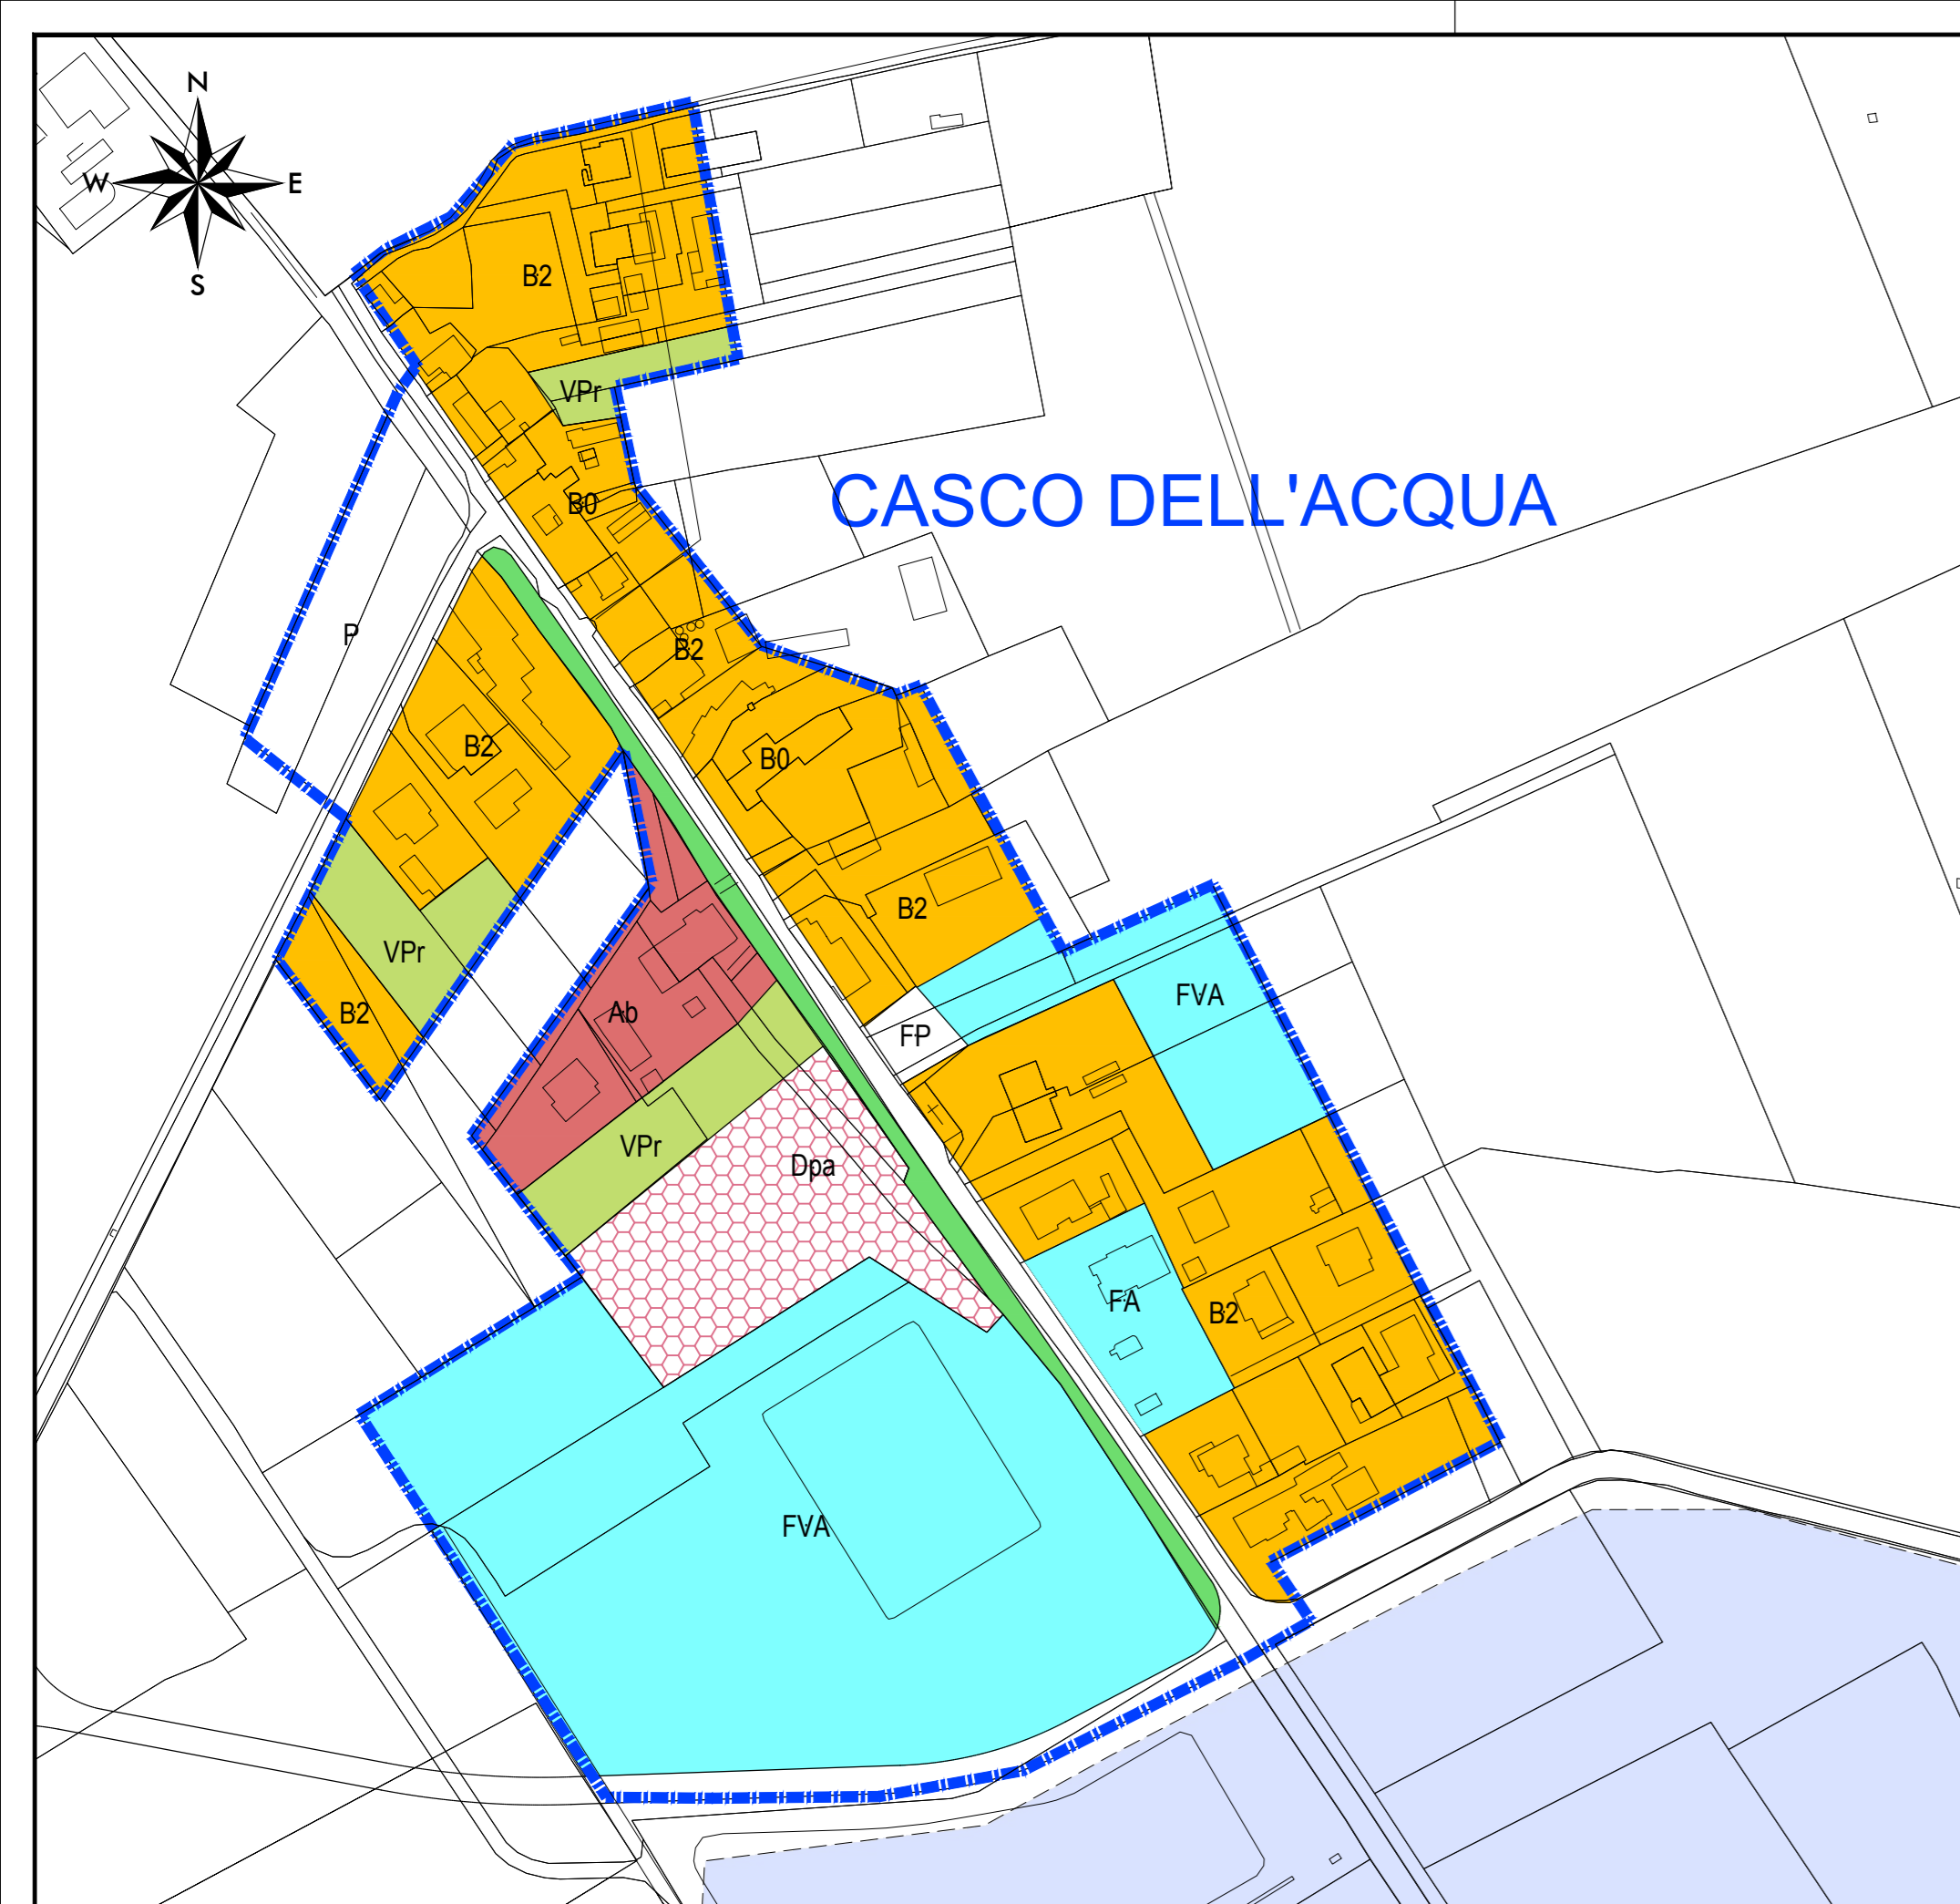 N
W E
S
B2
VPr
B0
CASCO DELL'ACQUA
P
B2
B2
B0
B2
VPr
FVA
B2
Ab
FP
VPr
Dpa
FA
B2
FVA